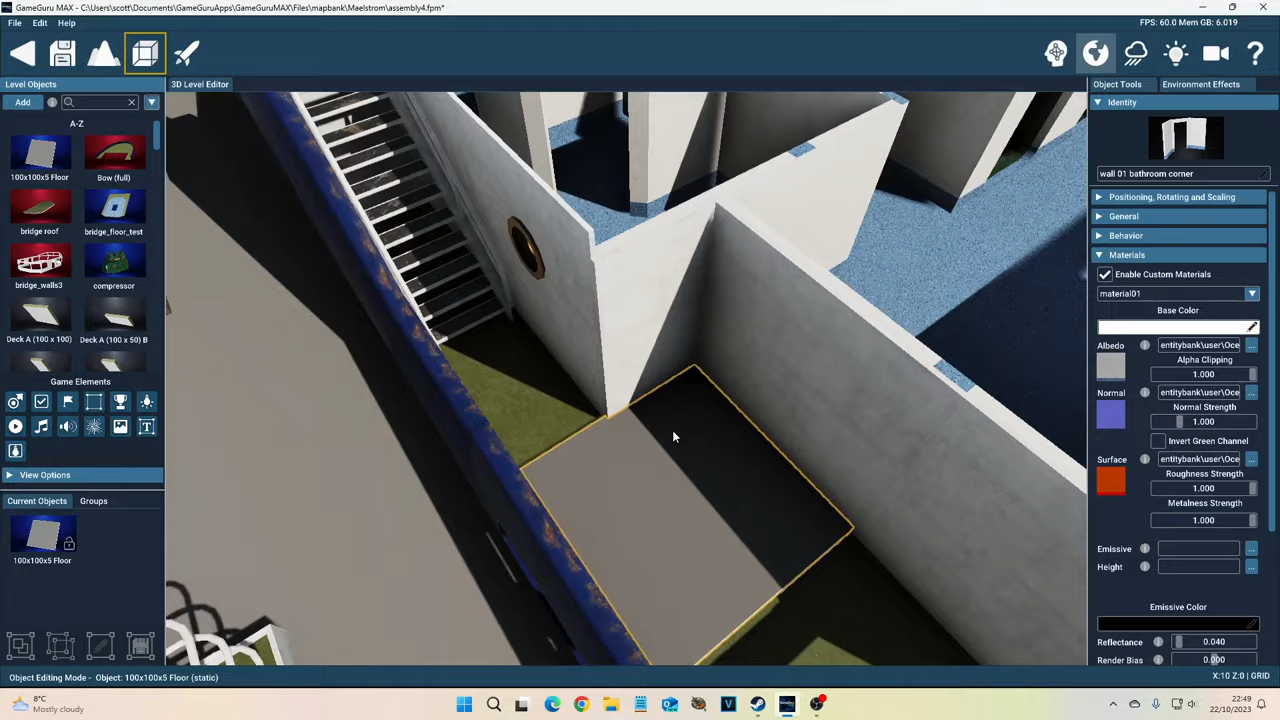 GameGuru MAX - C:\Users\scott\Documents\GameGuruApps\GameGuruMAX\Files\mapbank\Maelstrom\assembly4.fpm*
File Edit Help
FPS: 60.0 Mem GB: 6.019
Level Objects
3D Level Editor
Object Tools
Environment Effects
Add
Identity
A-Z
100x100x5 Floor
Bow (full)
wall 01 bathroom corner
Positioning, Rotating and Scaling
General
bridge roof
bridge_floor_test
Behavior
Materials
Enable Custom Materials
bridge_walls3
compressor
material01
Base Color
Deck A (100 x 100)
Deck A (100 x 50) B
Albedo
entitybank\user\Oce
...
Alpha Clipping
1.000
Game Elements
Normal
entitybank\user\Oce
...
Normal Strength
1.000
Invert Green Channel
Surface
entitybank\user\Oce
...
View Options
Roughness Strength
1.000
Current Objects
Groups
Metalness Strength
1.000
Emissive
...
100x100x5 Floor
Height
...
Emissive Color
Reflectance
0.040
Render Bias
0.000
Object Editing Mode - Object: 100x100x5 Floor (static)
X:10 Z:0 | GRID
8°C
Mostly cloudy
22:49
22/10/2023